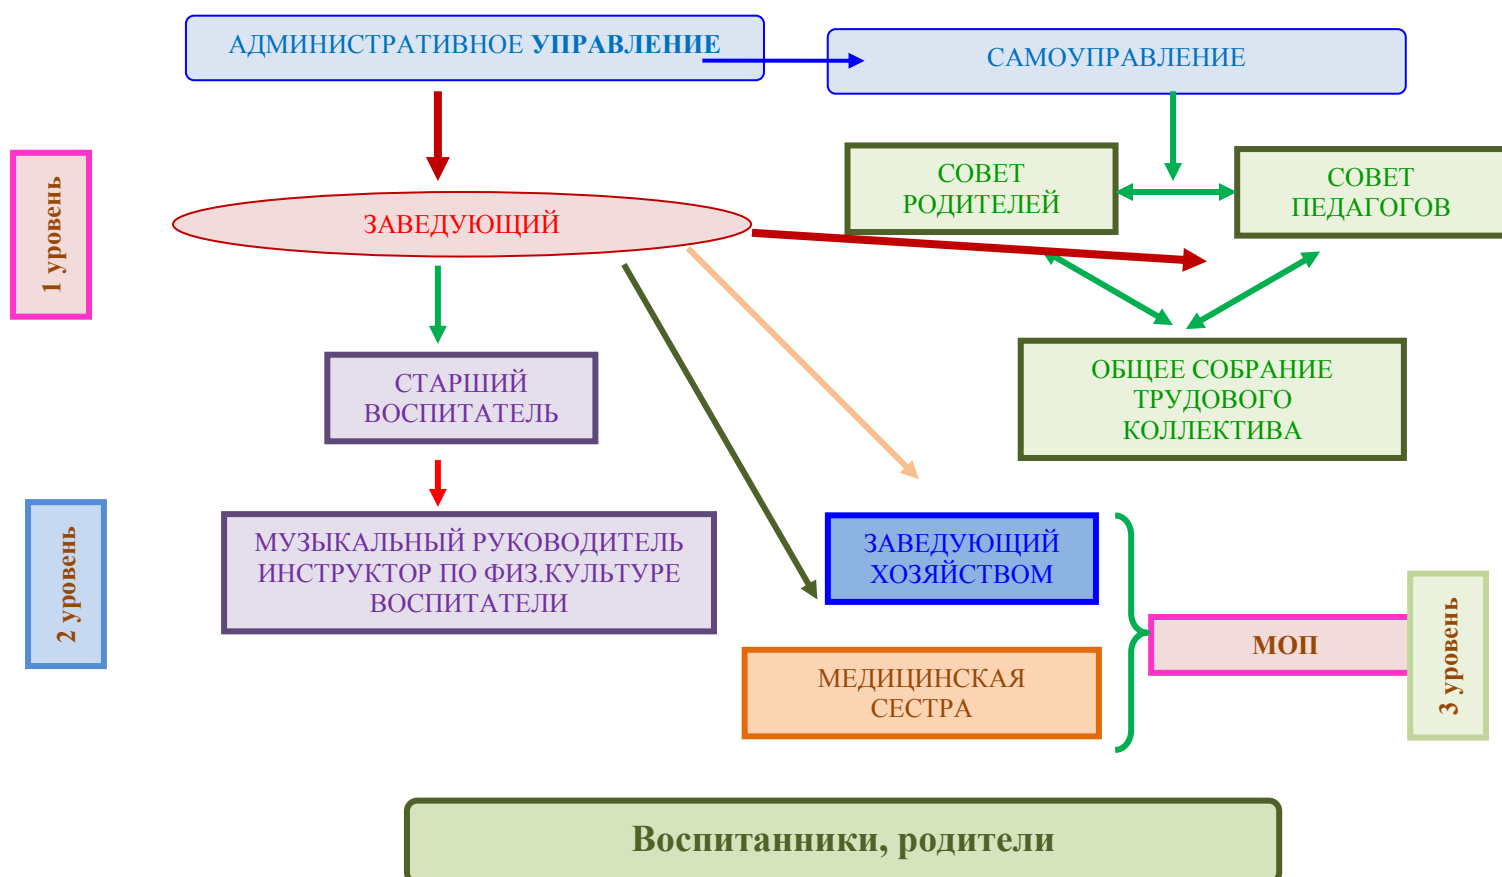 АДМИНИСТРАТИВНОЕ УПРАВЛЕНИЕ
САМОУПРАВЛЕНИЕ
1 уровень
ЗАВЕДУЮЩИЙ
СОВЕТ
РОДИТЕЛЕЙ
СОВЕТ
ПЕДАГОГОВ
СТАРШИЙ
ВОСПИТАТЕЛЬ
ОБЩЕЕ СОБРАНИЕ
ТРУДОВОГО
КОЛЛЕКТИВА
2 уровень
МУЗЫКАЛЬНЫЙ РУКОВОДИТЕЛЬ
ИНСТРУКТОР ПО ФИЗ.КУЛЬТУРЕ
ВОСПИТАТЕЛИ
ЗАВЕДУЮЩИЙ
ХОЗЯЙСТВОМ
МЕДИЦИНСКАЯ
СЕСТРА
МОП
3 уровень
Воспитанники, родители